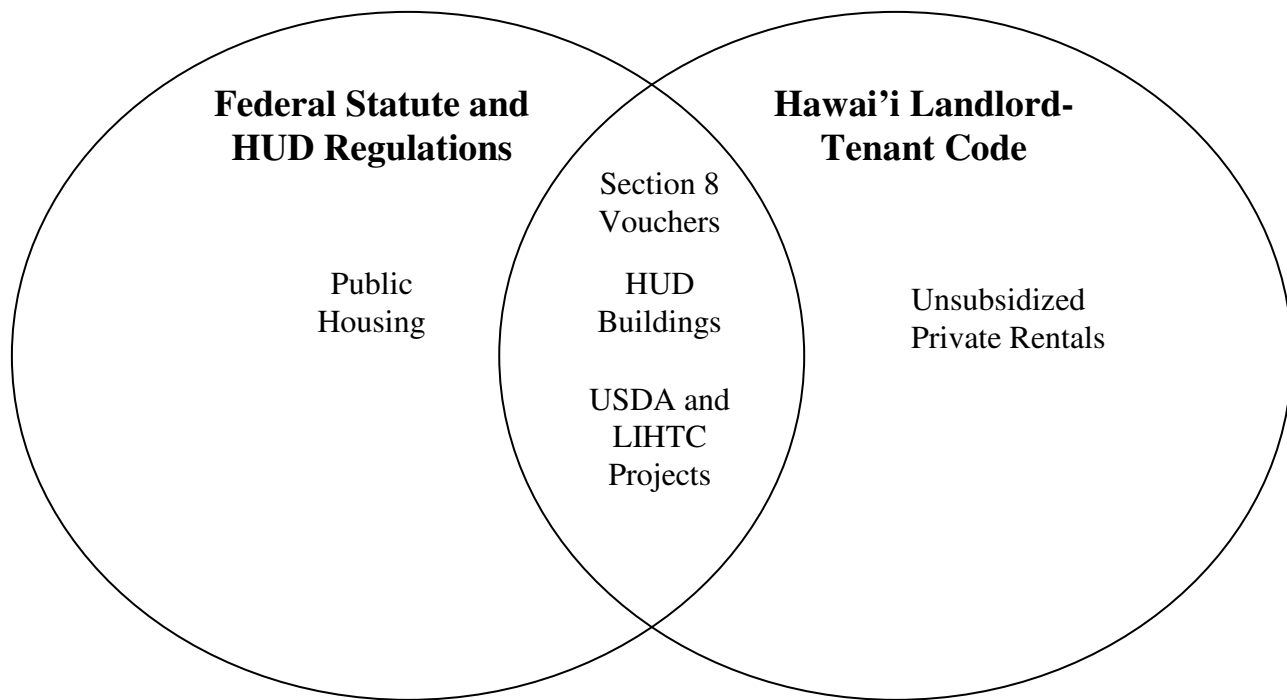 Federal Statute and
HUD Regulations
Hawai'i Landlord-
Tenant Code
Section 8
Vouchers
Public
Housing
HUD
Buildings
Unsubsidized
Private Rentals
USDA and
LIHTC
Projects